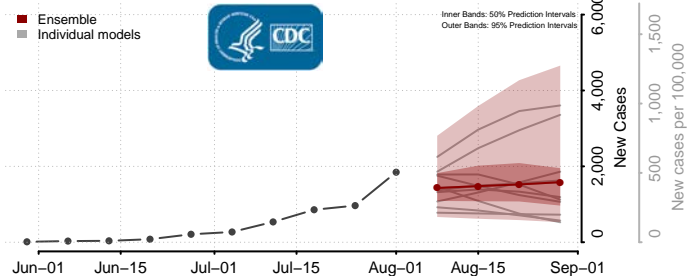 Ensemble
Individual models
CDC
Inner Bands: 50% Prediction Intervals
Outer Bands: 95% Prediction Intervals
6,000
4,000
2,000
0
New Cases
1,500
1,000
500
0
New cases per 100,000
Jun−01
Jun−15
Jul−01
Jul−15
Aug−01
Aug−15
Sep−01